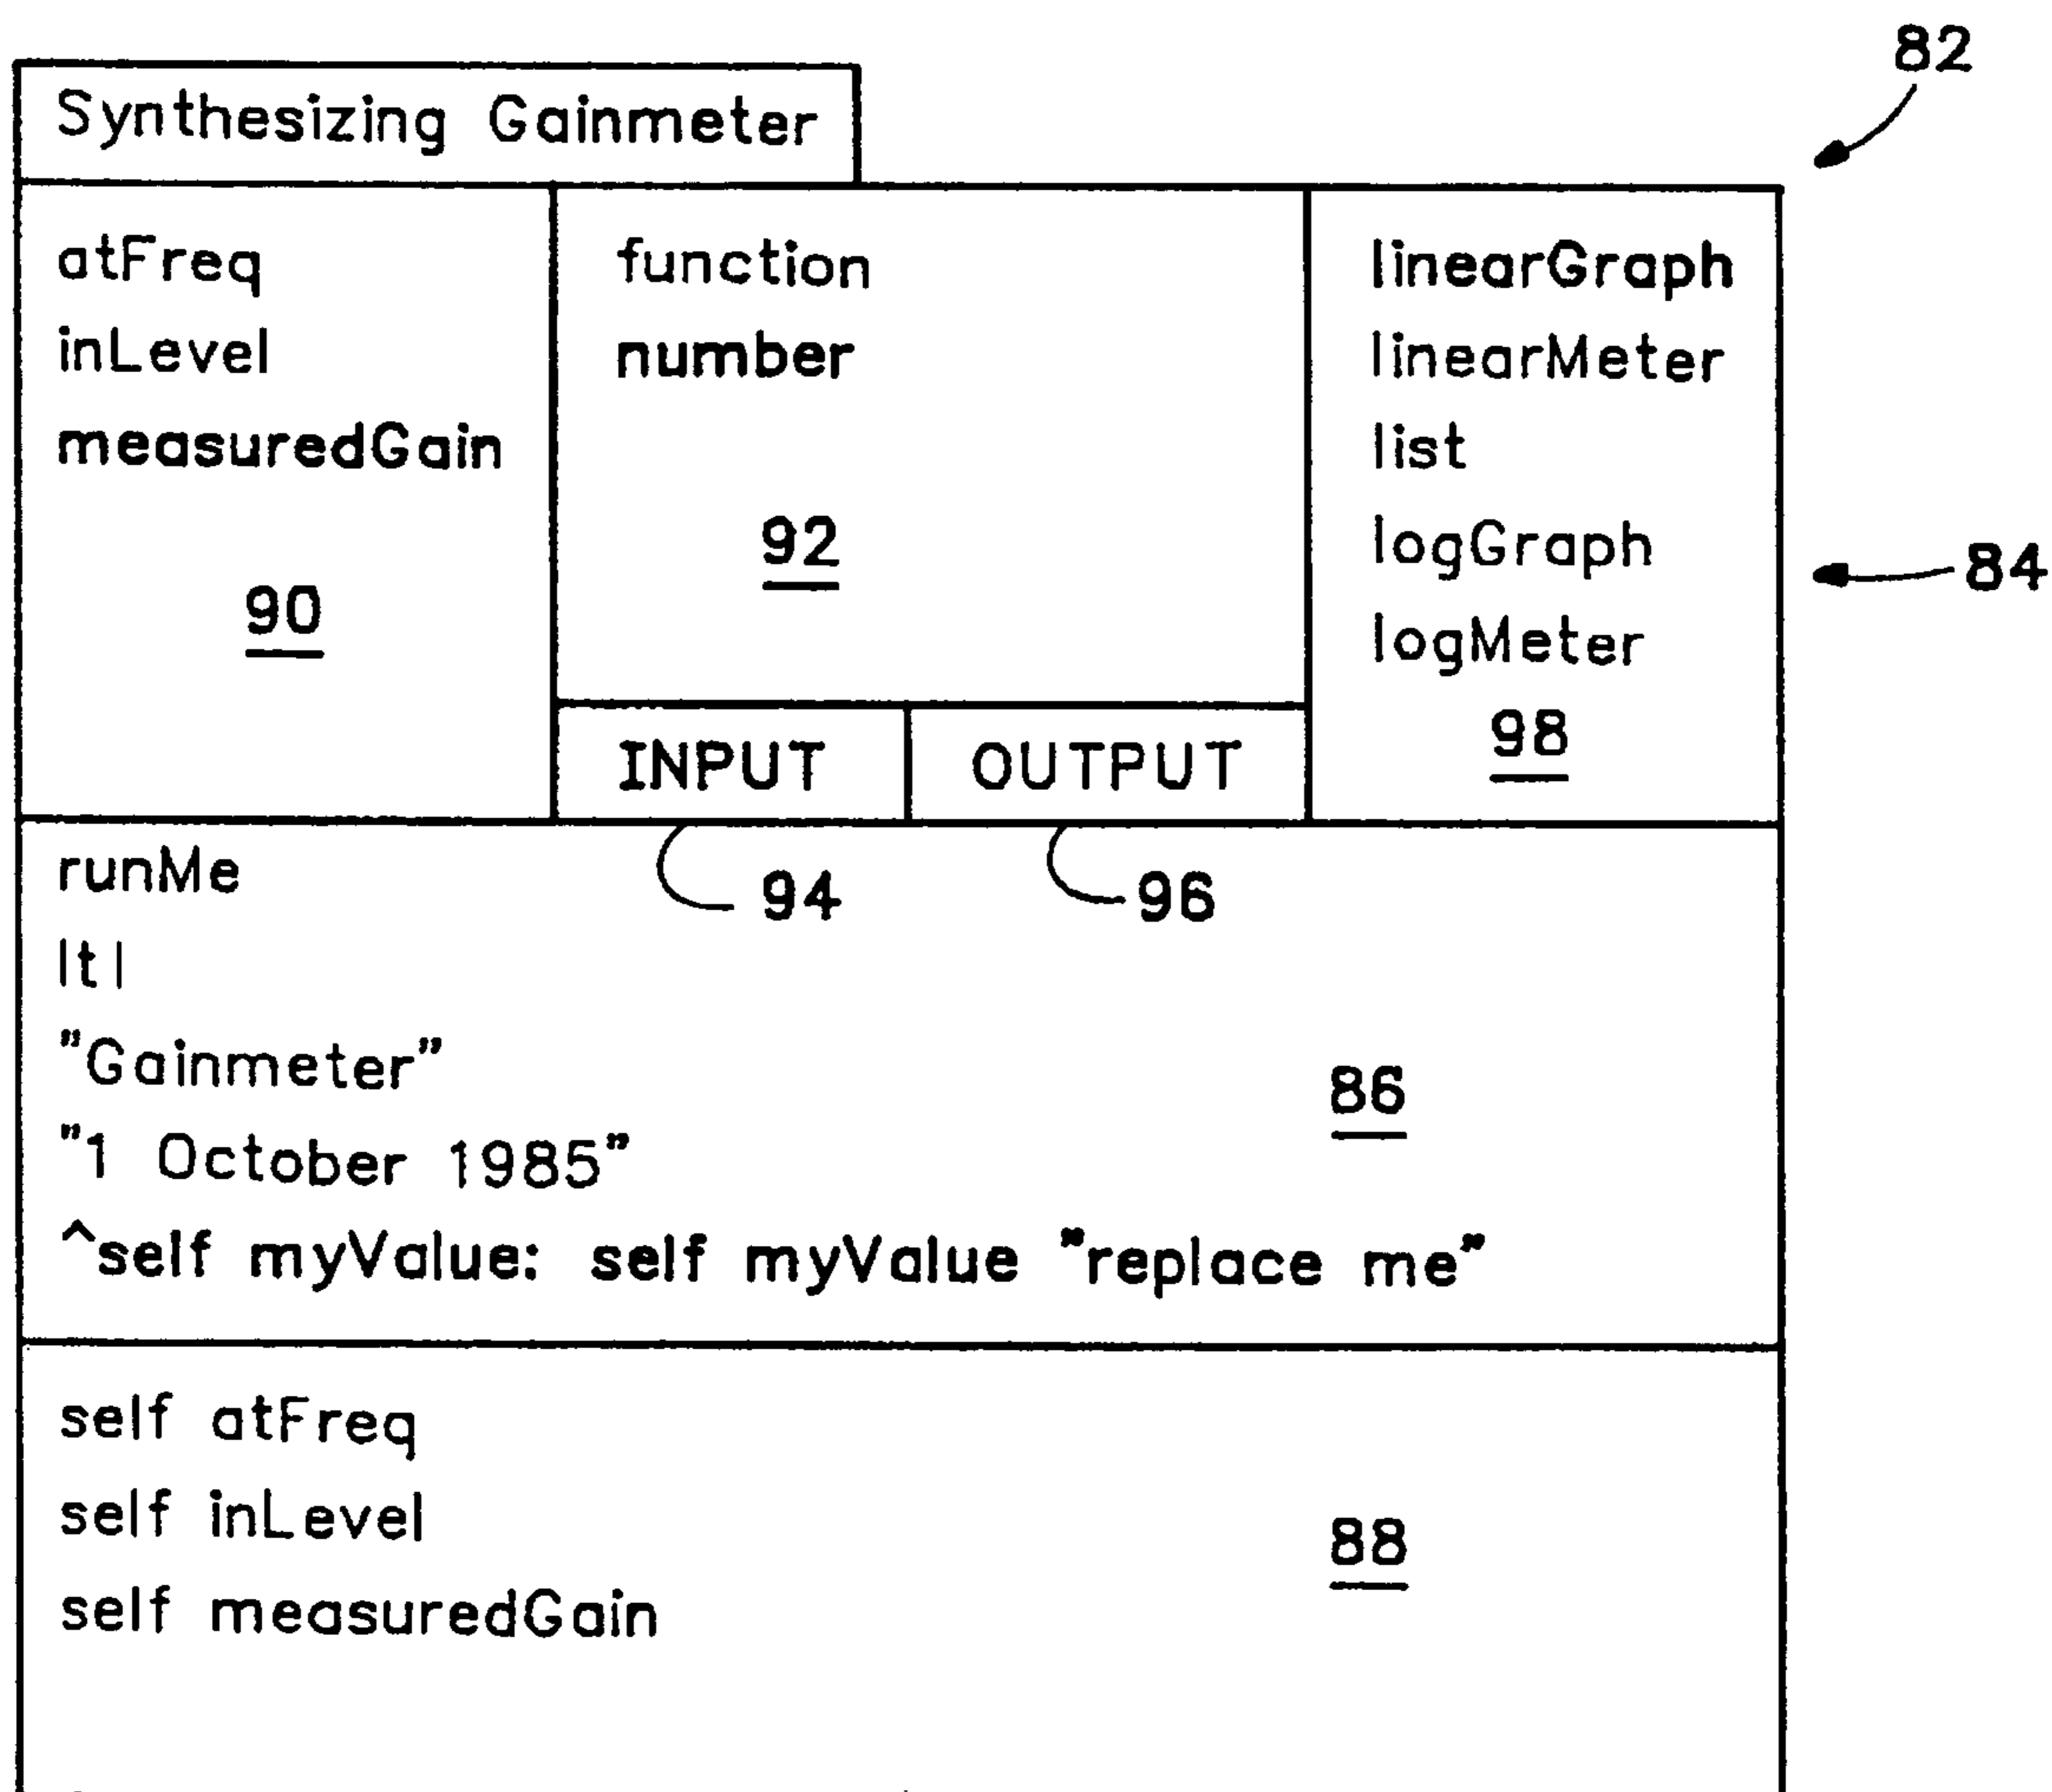 82
Synthesizing Gainmeter
atFreq
inLevel
measuredGain
90
function
number
92
INPUT
OUTPUT
linearGraph
linearMeter
list
logGraph
logMeter
98
84
runMe
94
96
|t|
"Gainmeter"
"1 October 1985"
^self myValue: self myValue "replace me"
86
self atFreq
self inLevel
self measuredGain
88